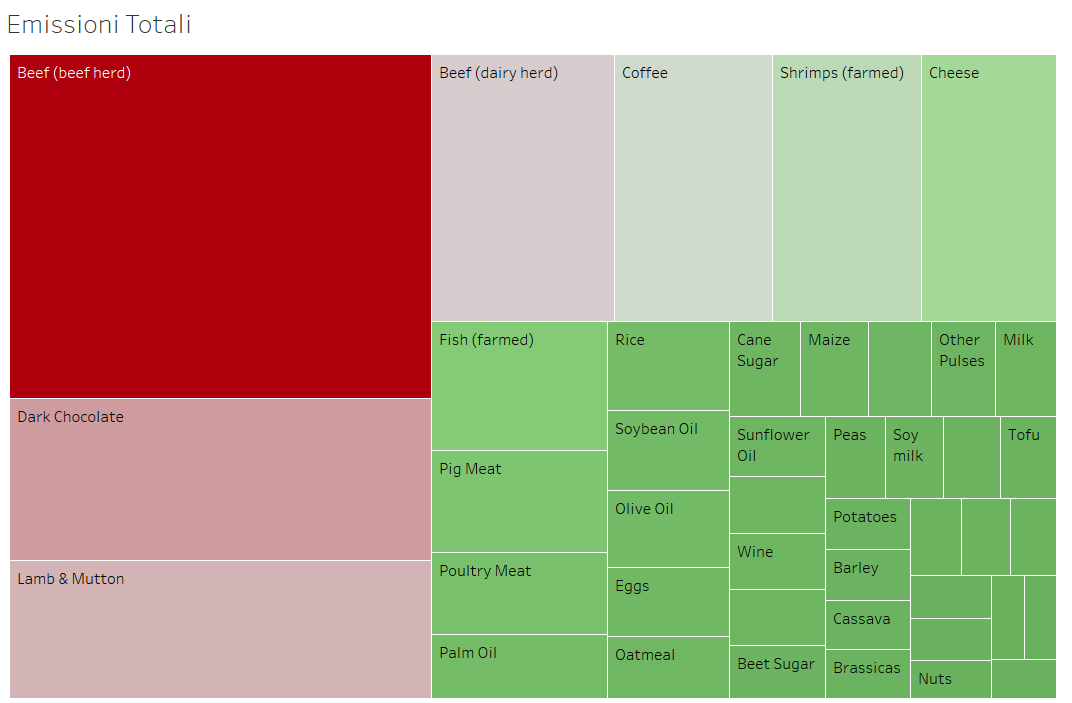 Emissioni Totali
Beef (beef herd)
Dark Chocolate
Lamb & Mutton
Beef (dairy herd)
Coffee
Shrimps (farmed)
Cheese
Fish (farmed)
Pig Meat
Poultry Meat
Palm Oil
Rice
Soybean Oil
Olive Oil
Eggs
Oatmeal
Cane
Sugar
Maize
Other
Pulses
Milk
Sunflower
Oil
Wine
Beet Sugar
Peas
Soy
milk
Tofu
Potatoes
Barley
Cassava
Brassicas
Nuts